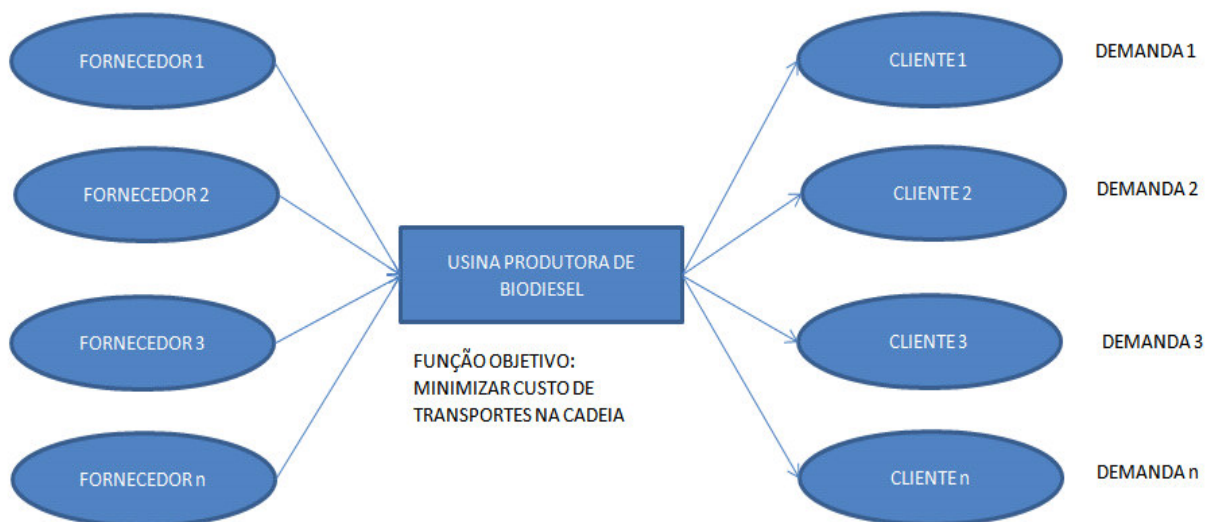 FORNECEDOR 1
FORNECEDOR 2
FORNECEDOR 3
FORNECEDOR n
USINA PRODUTORA DE
BIODIESEL
FUNÇÃO OBJETIVO:
MINIMIZAR CUSTO DE
TRANSPORTES NA CADEIA
CLIENTE 1
DEMANDA 1
CLIENTE 2
DEMANDA 2
CLIENTE 3
DEMANDA 3
CLIENTE n
DEMANDA n